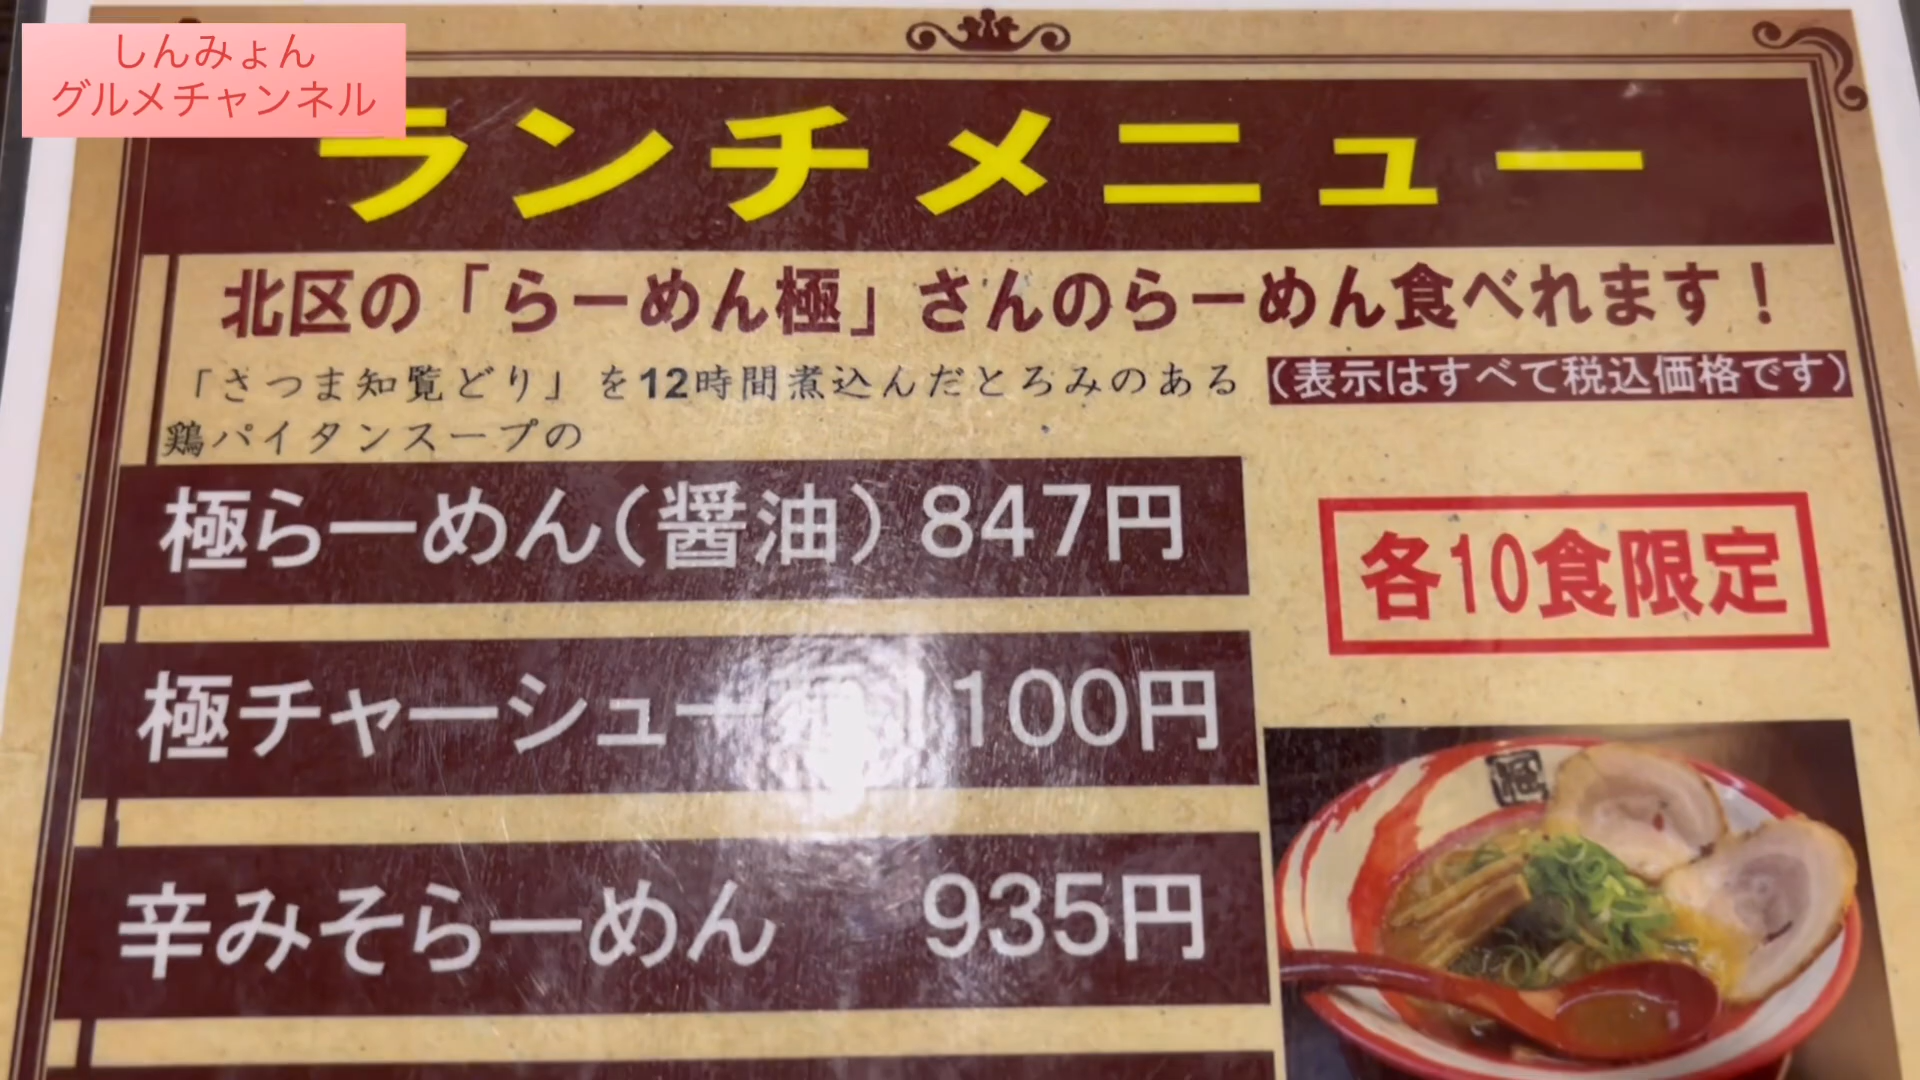 しんみょん
グルメチャンネル
ランチメニュー
北区の「らーめん極」さんのらーめん食べれます！
「さつま知覧どり」を12時間煮込んだとろみのある
(表示はすべて税込価格です)
鶏パイタンスープの
極らーめん(醤油) 847円
各10食限定
極チャーシュー 1100円
極
辛みそらーめん 935円